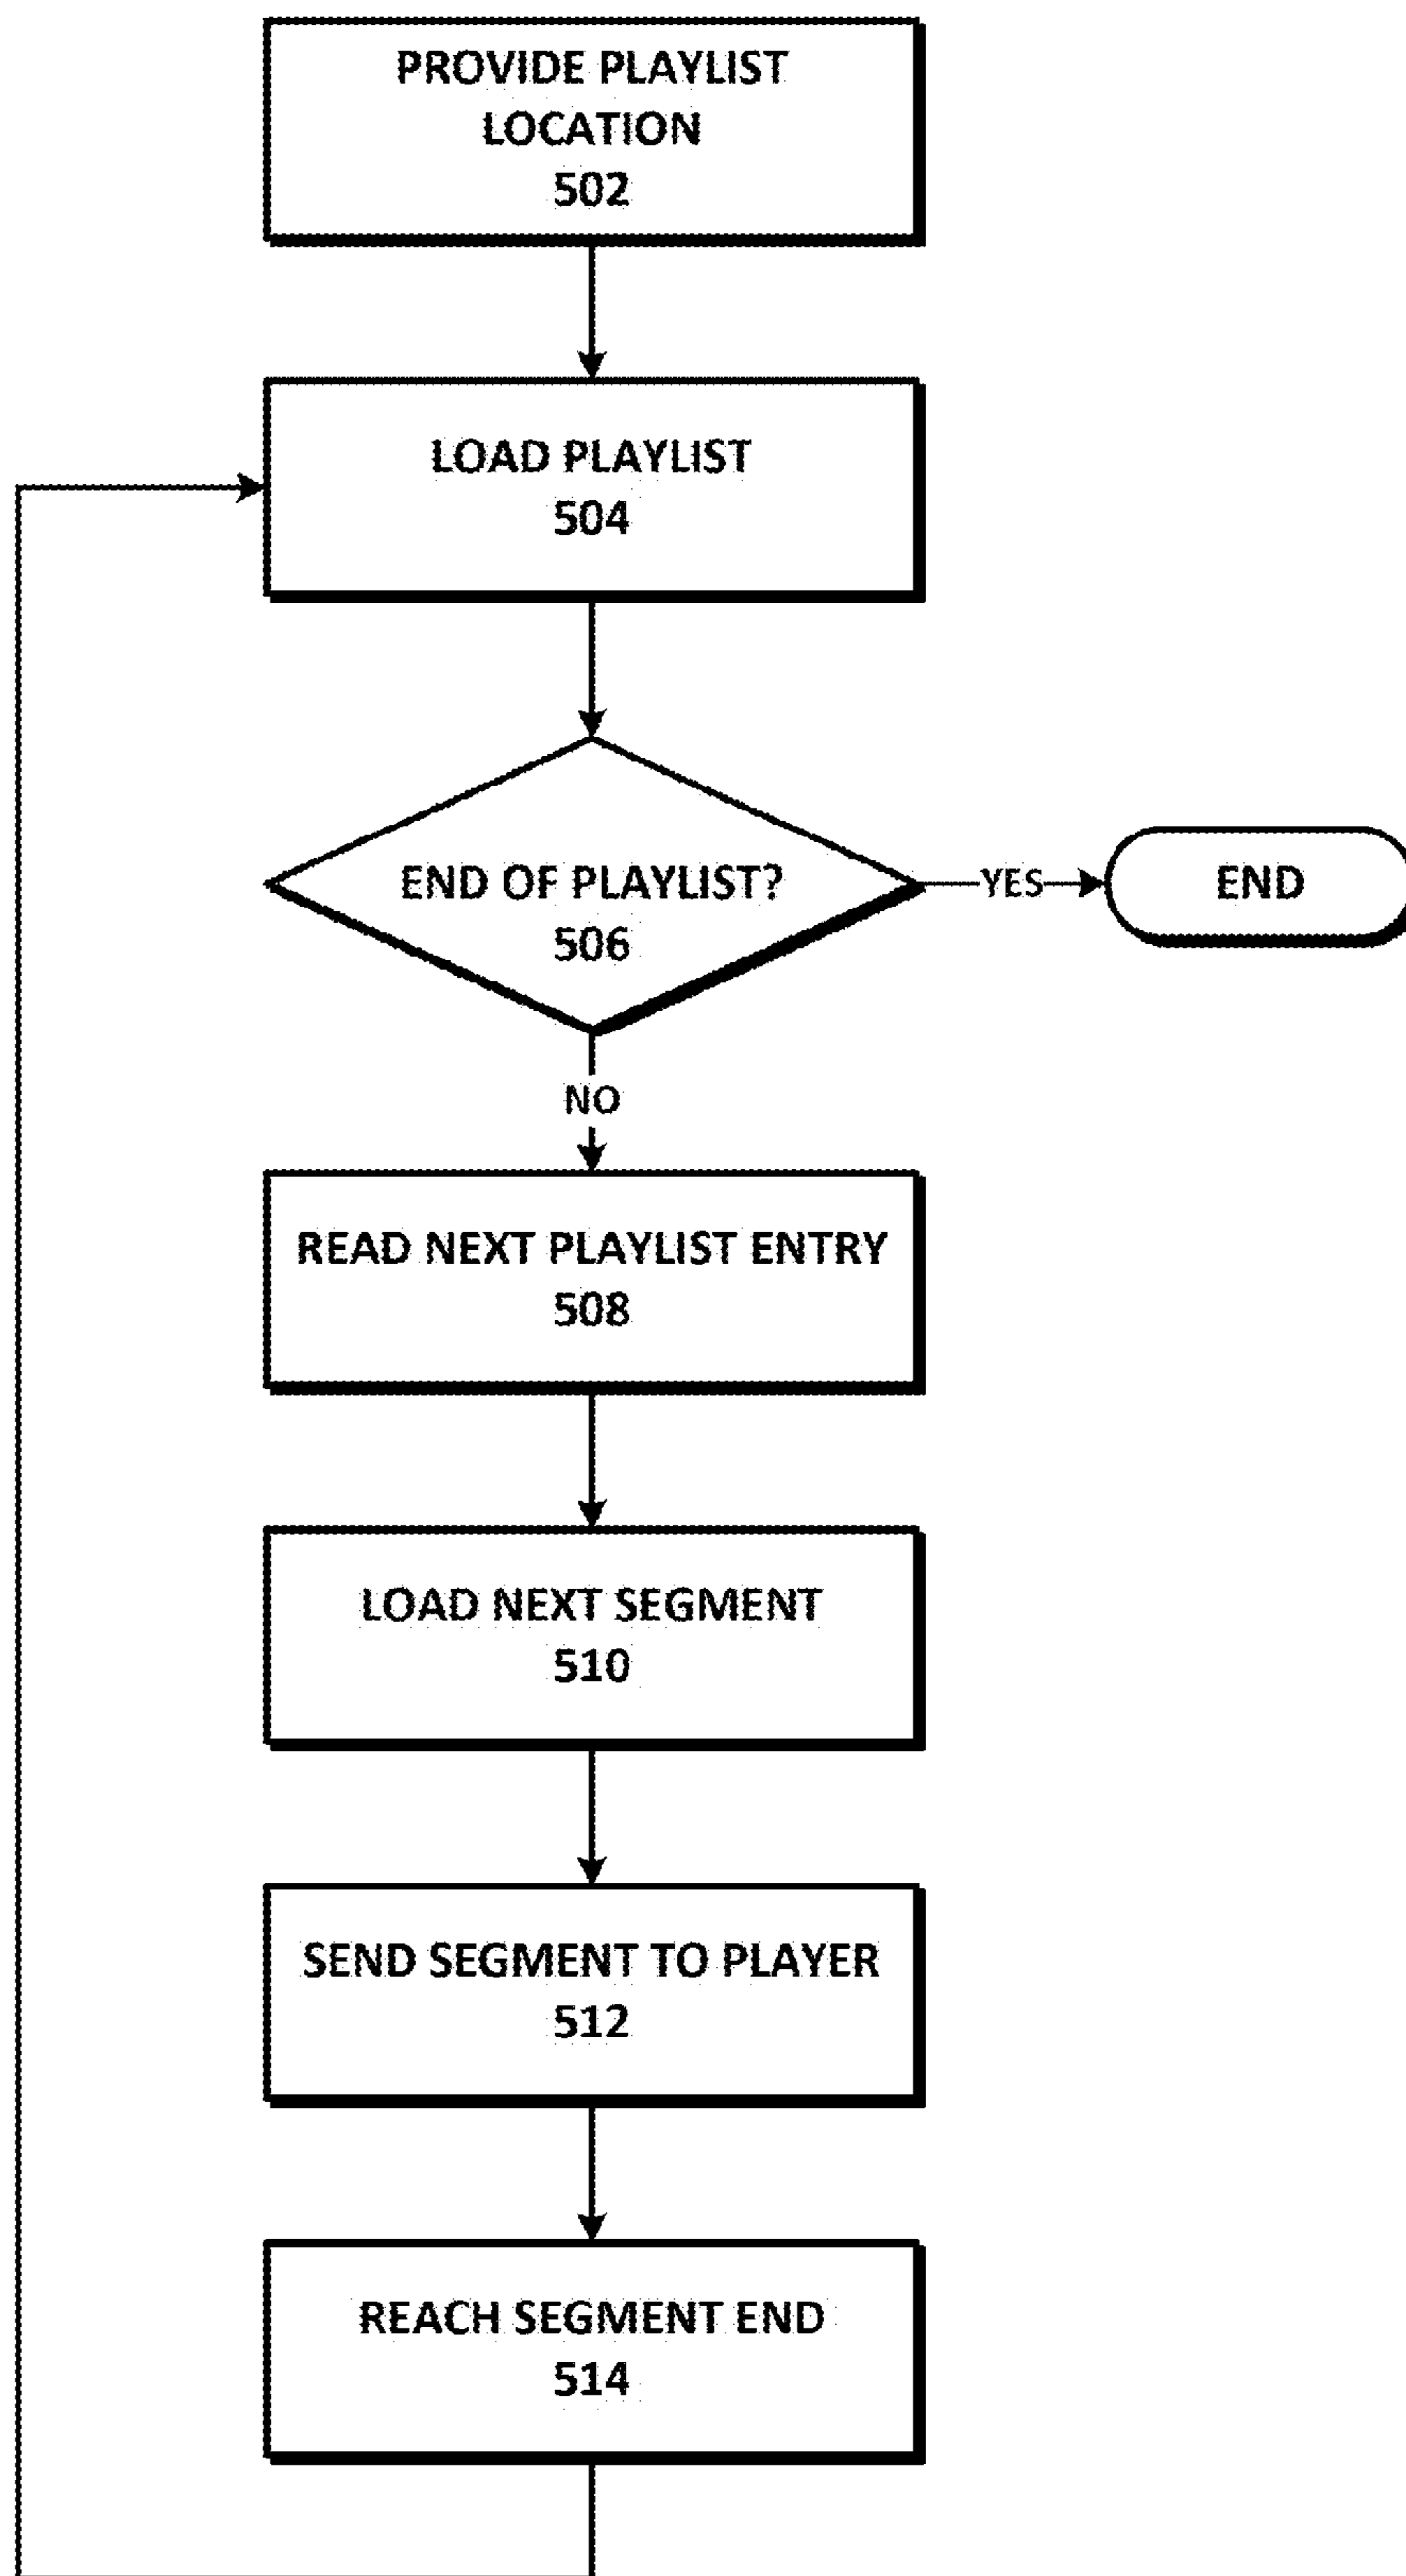 PROVIDE PLAYLIST
LOCATION
502
LOAD PLAYLIST
504
END OF PLAYLIST?
506
YES
END
NO
READ NEXT PLAYLIST ENTRY
508
LOAD NEXT SEGMENT
510
SEND SEGMENT TO PLAYER
512
REACH SEGMENT END
514